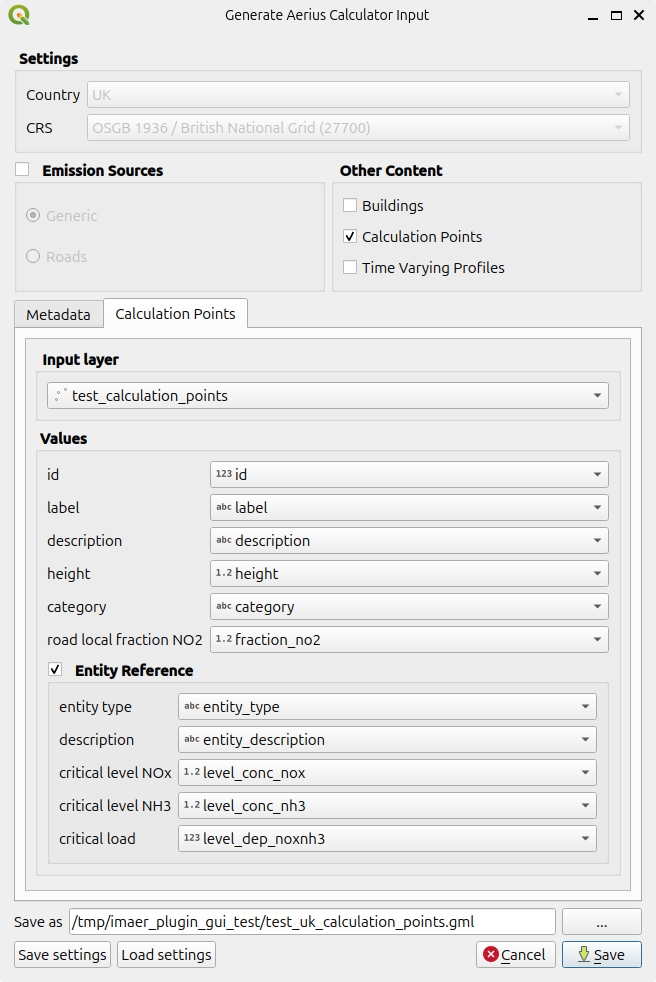 Generate Aerius Calculator Input
Settings
Country UK
CRS OSGB 1936 / British National Grid (27700)
Emission Sources
Generic
Roads
Other Content
Buildings
Calculation Points
Time Varying Profiles
Metadata Calculation Points
Input layer
test_calculation_points
Values
id 123 id
label abc label
description abc description
height 1.2 height
category abc category
road local fraction NO2 1.2 fraction_no2
Entity Reference
entity type abc entity_type
description abc entity_description
critical level NOx 1.2 level_conc_nox
critical level NH3 1.2 level_conc_nh3
critical load 123 level_dep_noxnh3
Save as /tmp/imaer_plugin_gui_test/test_uk_calculation_points.gml ...
Save settings Load settings Cancel Save